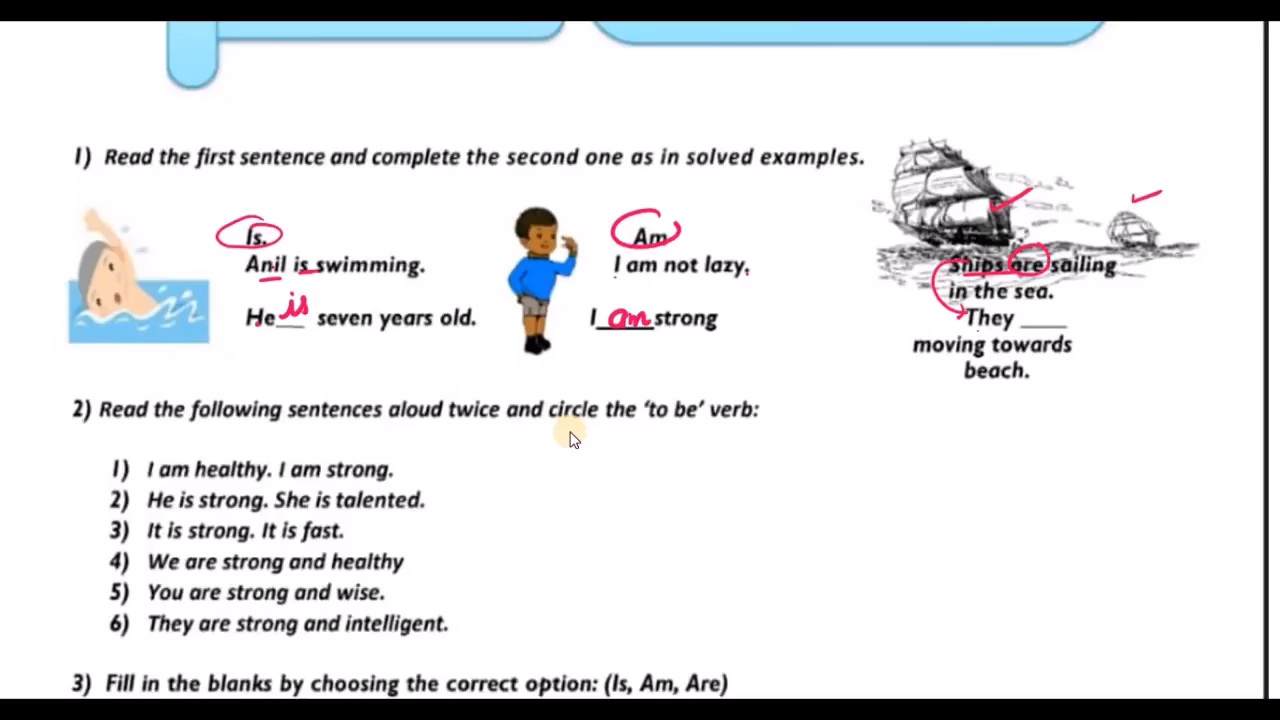 1) Read the first sentence and complete the second one as in solved examples.
Is.
Anil is swimming.
He is seven years old.
Am
I am not lazy.
I am strong
Ships are sailing
in the sea.
They ____
moving towards
beach.
2) Read the following sentences aloud twice and circle the ‘to be’ verb:
1) I am healthy. I am strong.
2) He is strong. She is talented.
3) It is strong. It is fast.
4) We are strong and healthy
5) You are strong and wise.
6) They are strong and intelligent.
3) Fill in the blanks by choosing the correct option: (Is, Am, Are)